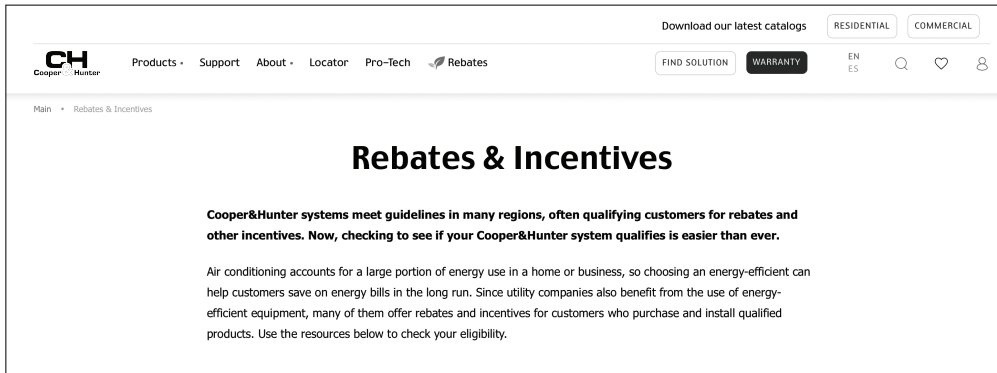 Download our latest catalogs RESIDENTIAL COMMERCIAL
CH
Cooper Hunter
Products Support About Locator Pro-Tech Rebates FIND SOLUTION WARRANTY EN
ES
Main • Rebates & Incentives
Rebates & Incentives
Cooper&Hunter systems meet guidelines in many regions, often qualifying customers for rebates and
other incentives. Now, checking to see if your Cooper&Hunter system qualifies is easier than ever.
Air conditioning accounts for a large portion of energy use in a home or business, so choosing an energy-efficient can
help customers save on energy bills in the long run. Since utility companies also benefit from the use of energy-
efficient equipment, many of them offer rebates and incentives for customers who purchase and install qualified
products. Use the resources below to check your eligibility.